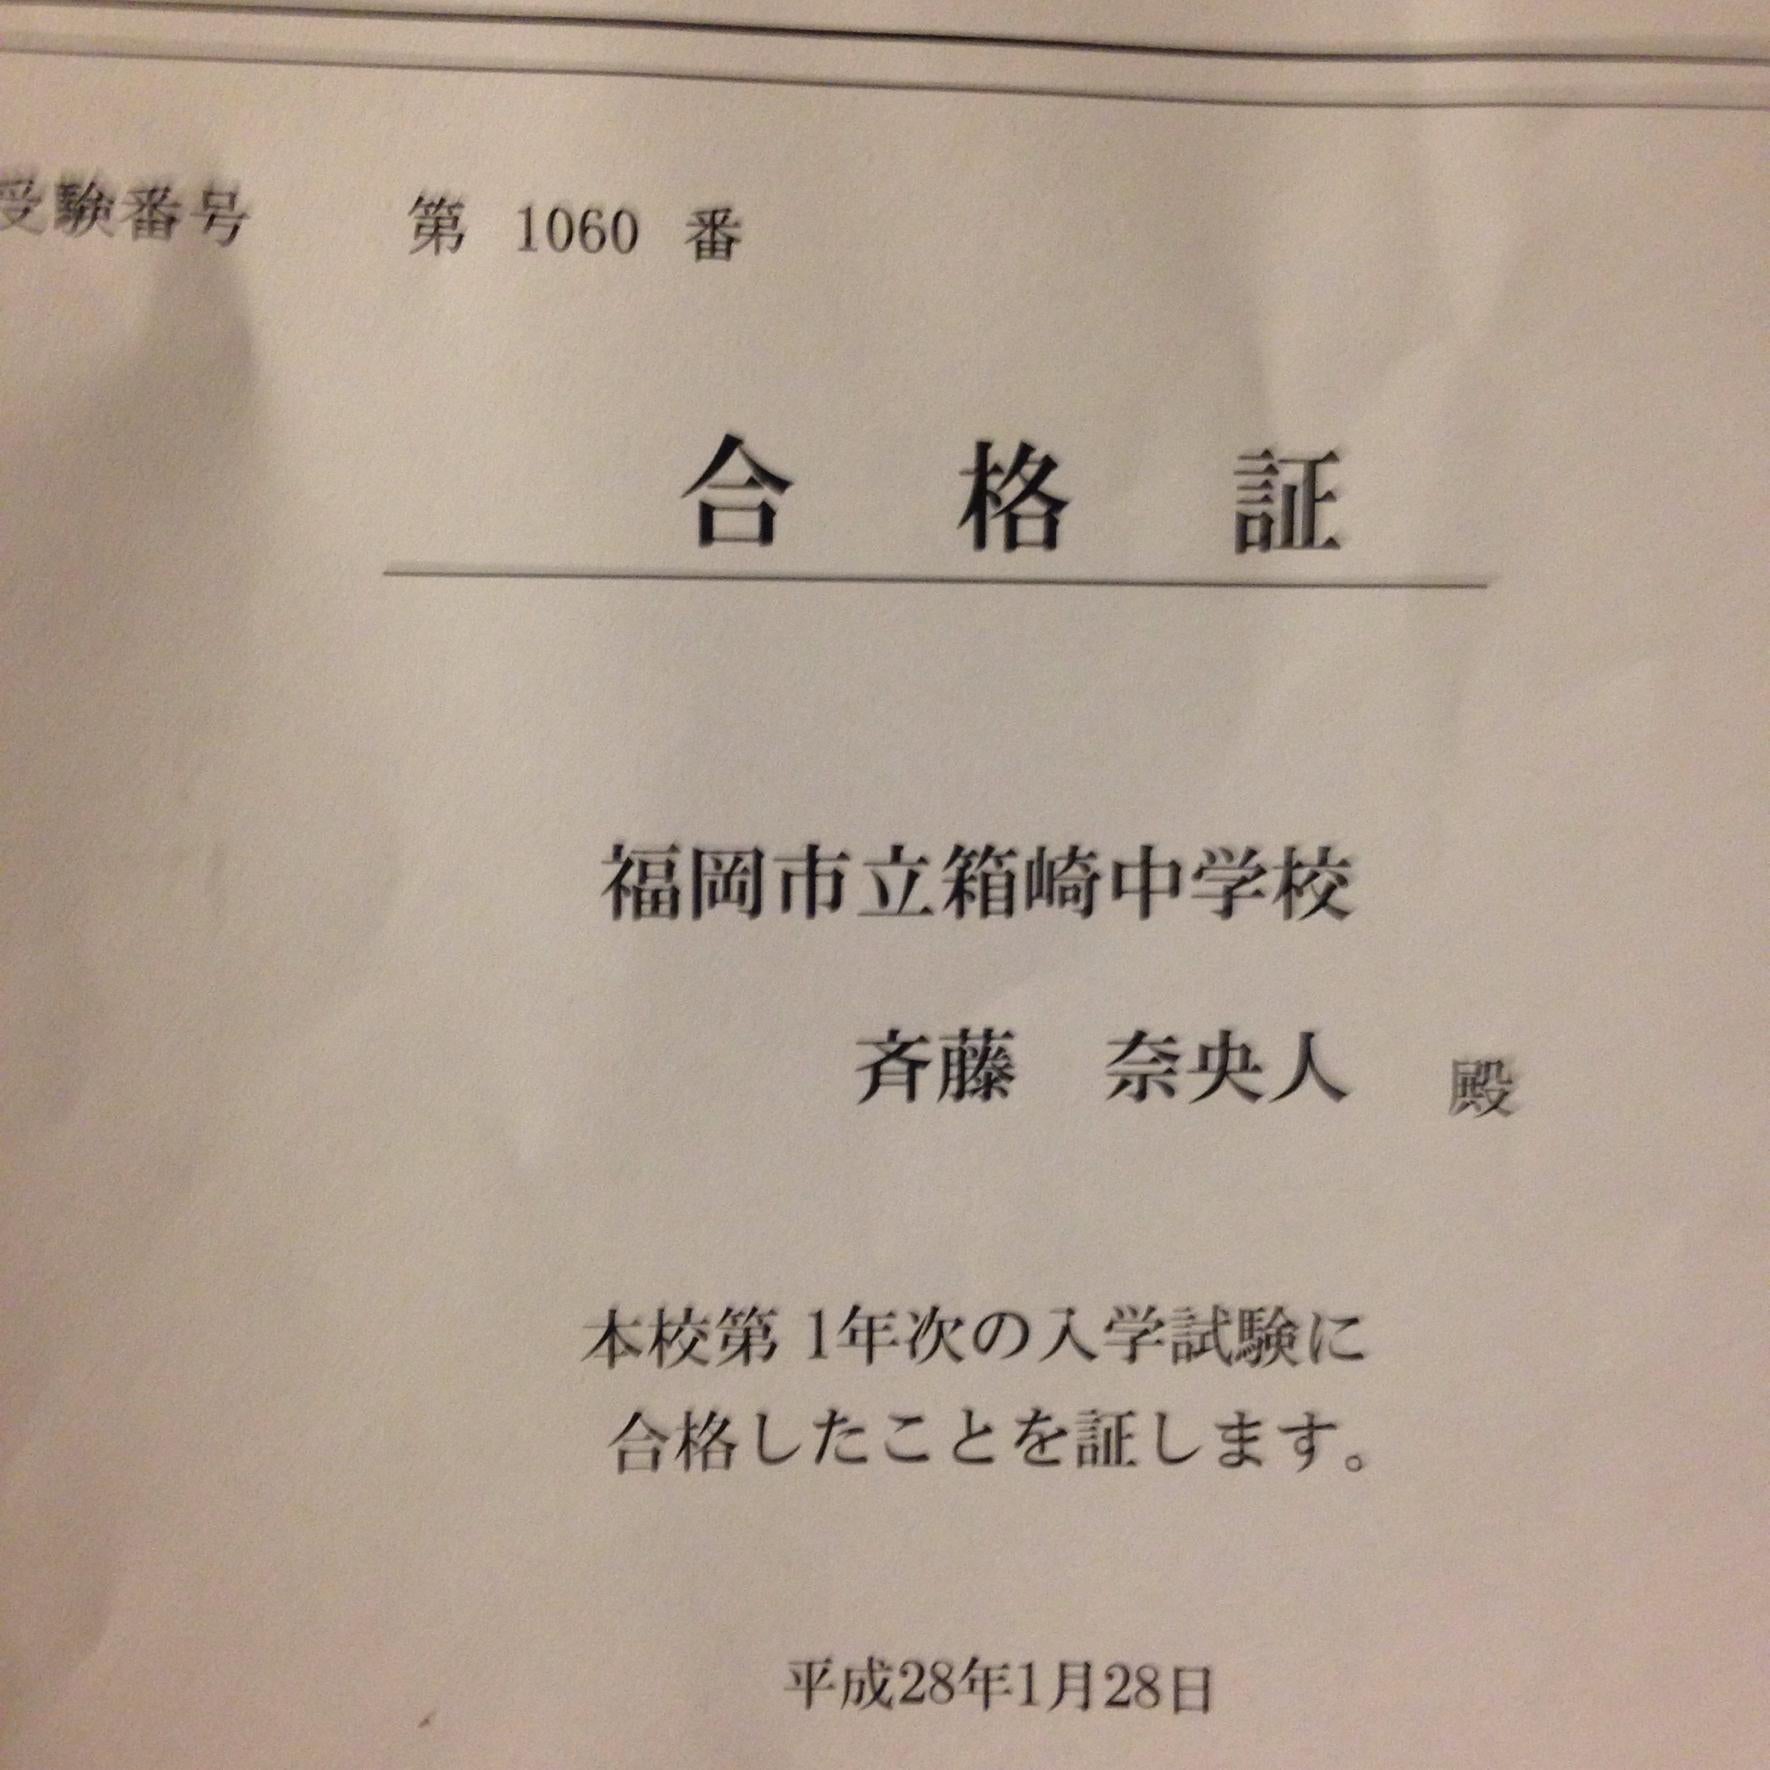 受験番号 第 1060 番
合格証
福岡市立箱崎中学校
斉藤 奈央人 殿
本校第1年次の入学試験に
合格したことを証します。
平成28年1月28日